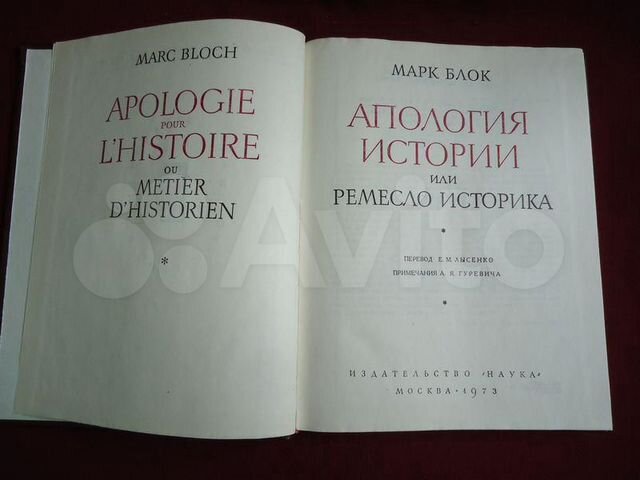 MARC BLOCH
APOLOGIE
POUR
L'HISTOIRE
OU
METIER
D'HISTORIEN
*
МАРК БЛОК
АПОЛОГИЯ
ИСТОРИИ
ИЛИ
РЕМЕСЛО ИСТОРИКА
*
ПЕРЕВОД Е. М. ЛЫСЕНКО
ПРИМЕЧАНИЯ А. Я. ГУРЕВИЧА
*
ИЗДАТЕЛЬСТВО «НАУКА»
МОСКВА · 1973
Avito